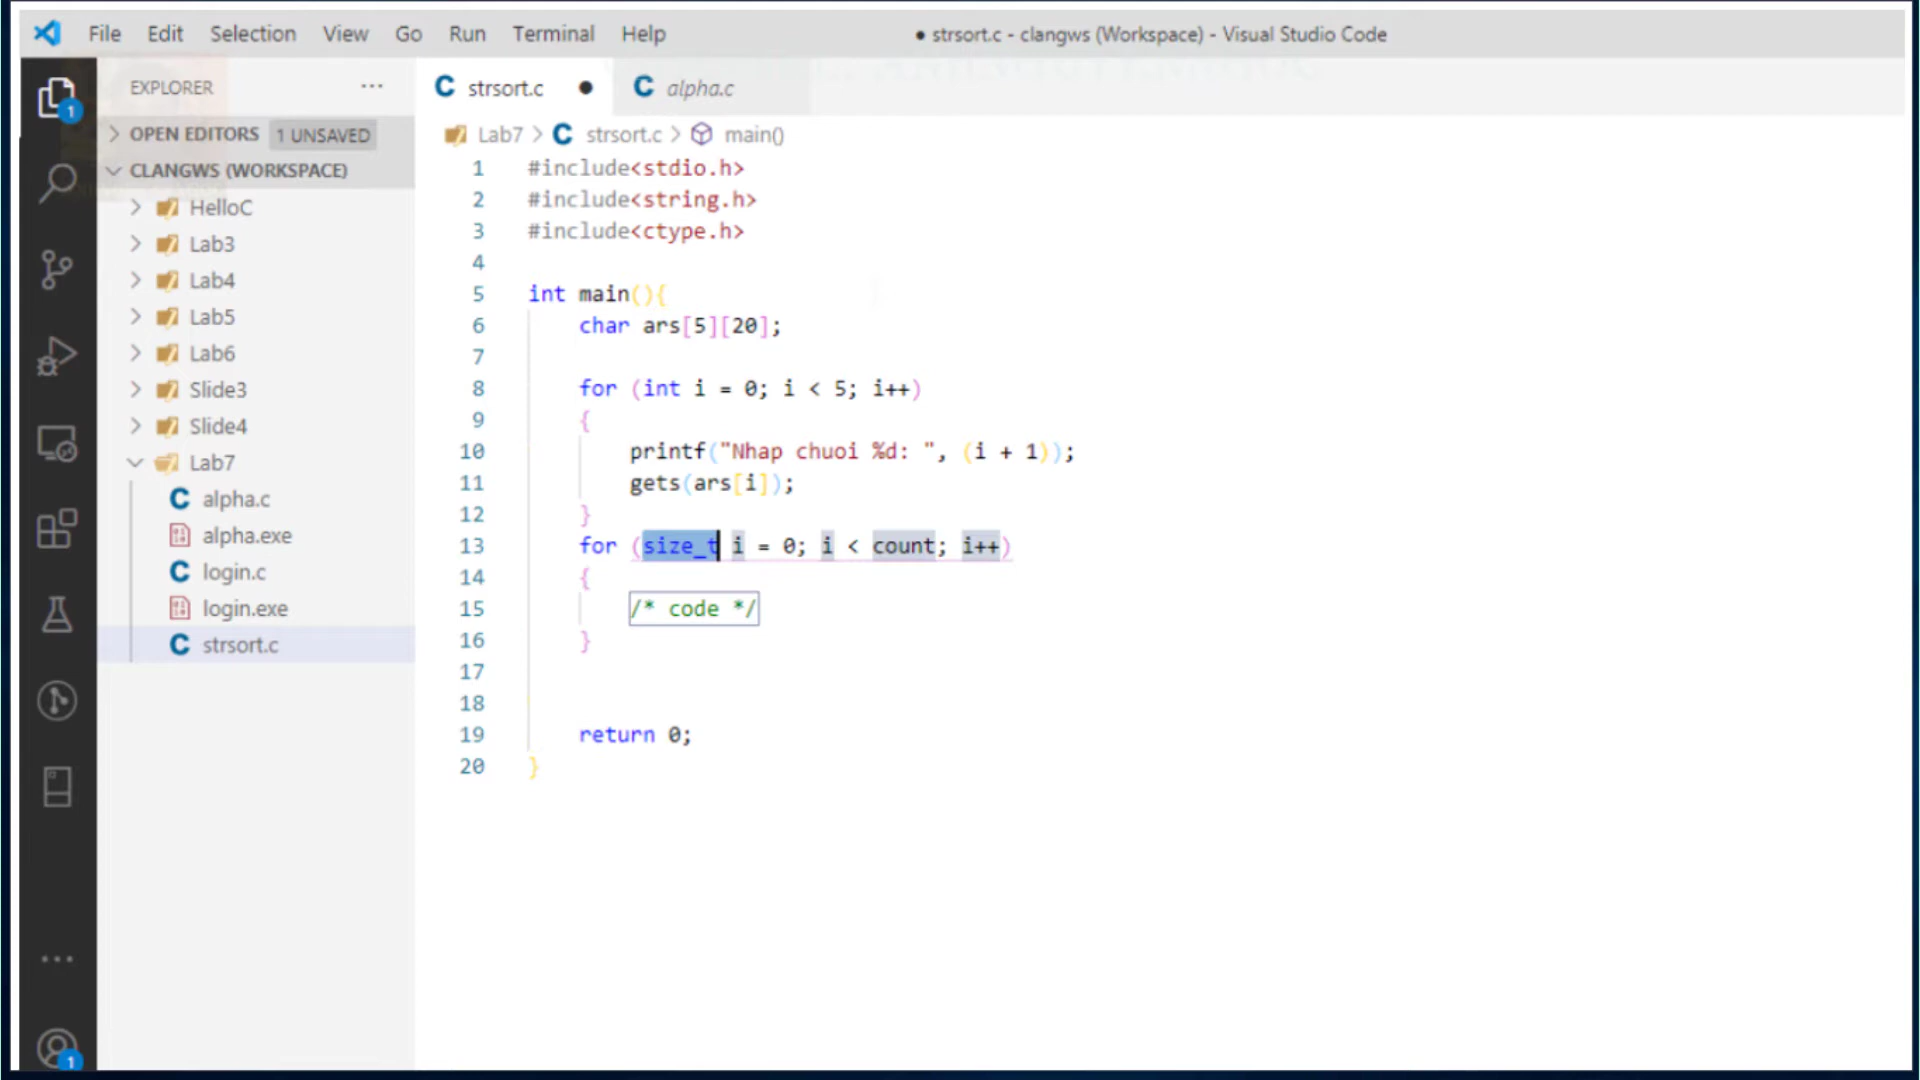 File Edit Selection View Go Run Terminal Help
● strsort.c - clangws (Workspace) - Visual Studio Code
EXPLORER ...
OPEN EDITORS 1 UNSAVED
CLANGWS (WORKSPACE)
HelloC
Lab3
Lab4
Lab5
Lab6
Slide3
Slide4
Lab7
alpha.c
alpha.exe
login.c
login.exe
strsort.c
1
1
C strsort.c ● C alpha.c
Lab7 > C strsort.c > main()
1 #include<stdio.h>
2 #include<string.h>
3 #include<ctype.h>
4
5 int main(){
6 char ars[5][20];
7
8 for (int i = 0; i < 5; i++)
9 {
10 printf("Nhap chuoi %d: ", (i + 1));
11 gets(ars[i]);
12 }
13 for (size_t i = 0; i < count; i++)
14 {
15 /* code */
16 }
17
18
19 return 0;
20 }